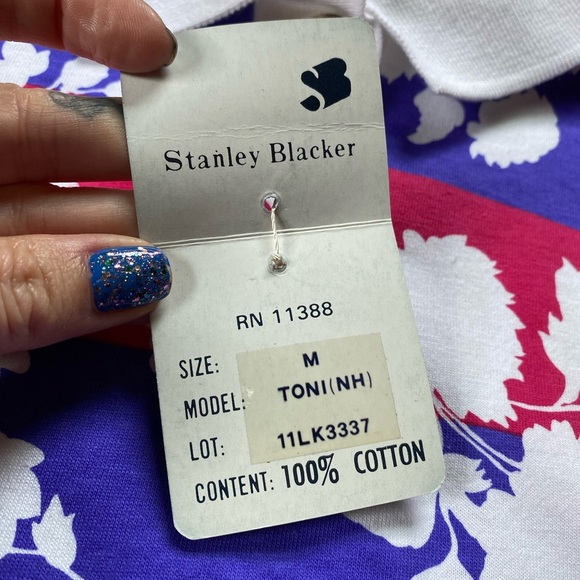 SB
Stanley Blacker
RN 11388
SIZE: M
MODEL: TONI(NH)
LOT: 11LK3337
CONTENT: 100% COTTON